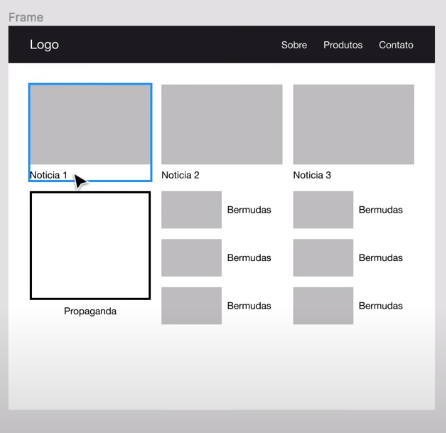 Frame
Logo
Sobre Produtos Contato
Noticia 1
Noticia 2
Noticia 3
Propaganda
Bermudas
Bermudas
Bermudas
Bermudas
Bermudas
Bermudas